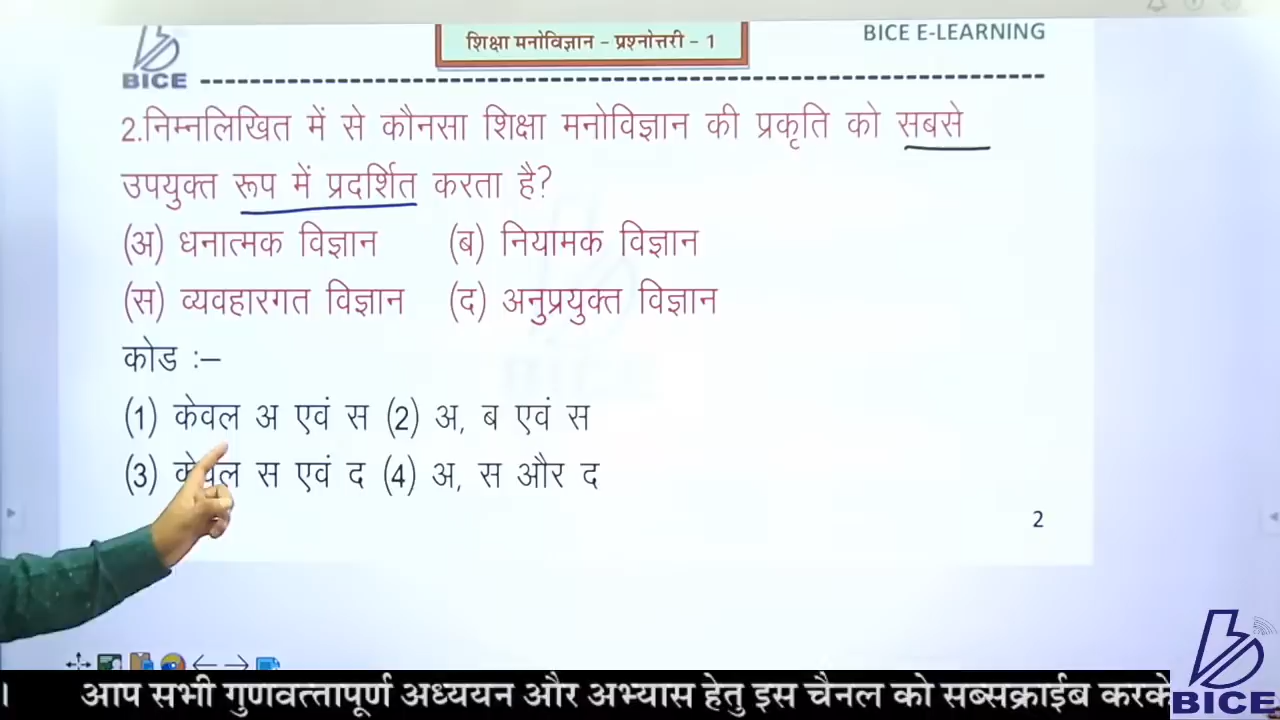 शिक्षा मनोविज्ञान – प्रश्नोत्तरी – 1
BICE E-LEARNING
BICE
2.निम्नलिखित में से कौनसा शिक्षा मनोविज्ञान की प्रकृति को सबसे
उपयुक्त रूप में प्रदर्शित करता है?
(अ) धनात्मक विज्ञान (ब) नियामक विज्ञान
(स) व्यवहारगत विज्ञान (द) अनुप्रयुक्त विज्ञान
कोड :–
(1) केवल अ एवं स (2) अ, ब एवं स
(3) केवल स एवं द (4) अ, स और द
2
। आप सभी गुणवत्तापूर्ण अध्ययन और अभ्यास हेतु इस चैनल को सब्सक्राईब करके
BICE